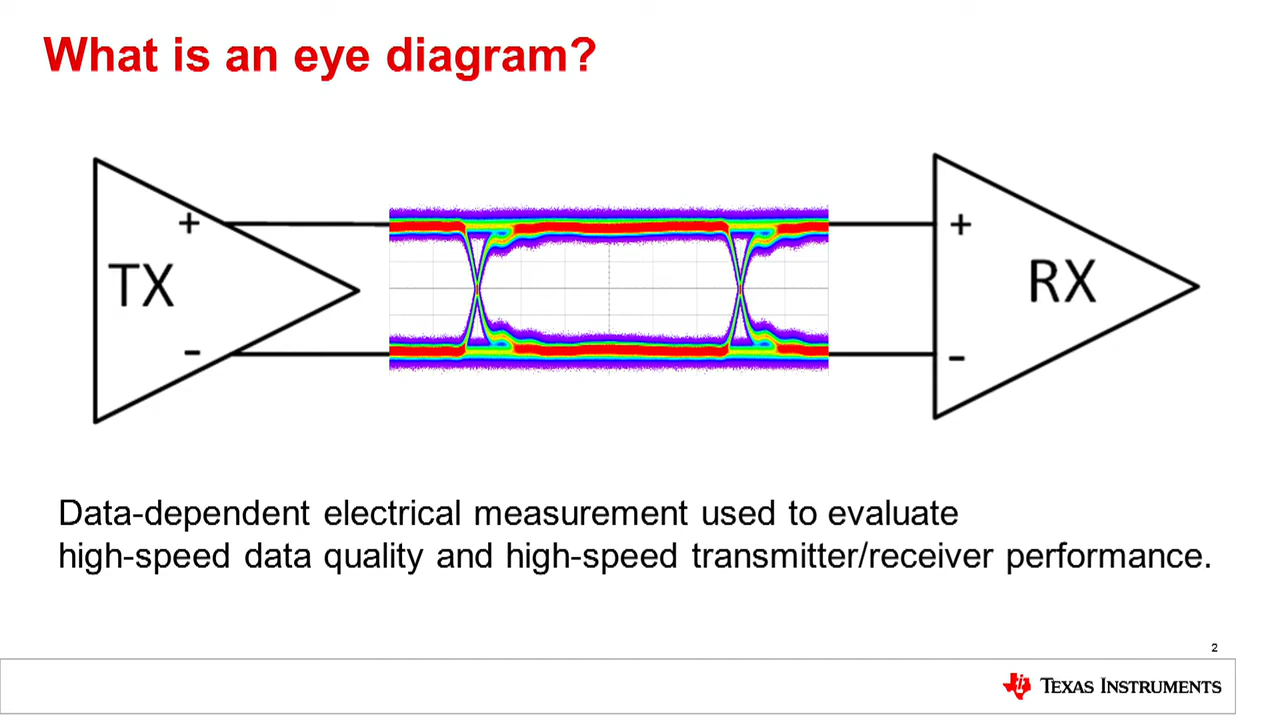 What is an eye diagram?
+
TX
-
+
RX
-
Data-dependent electrical measurement used to evaluate
high-speed data quality and high-speed transmitter/receiver performance.
2
TEXAS INSTRUMENTS